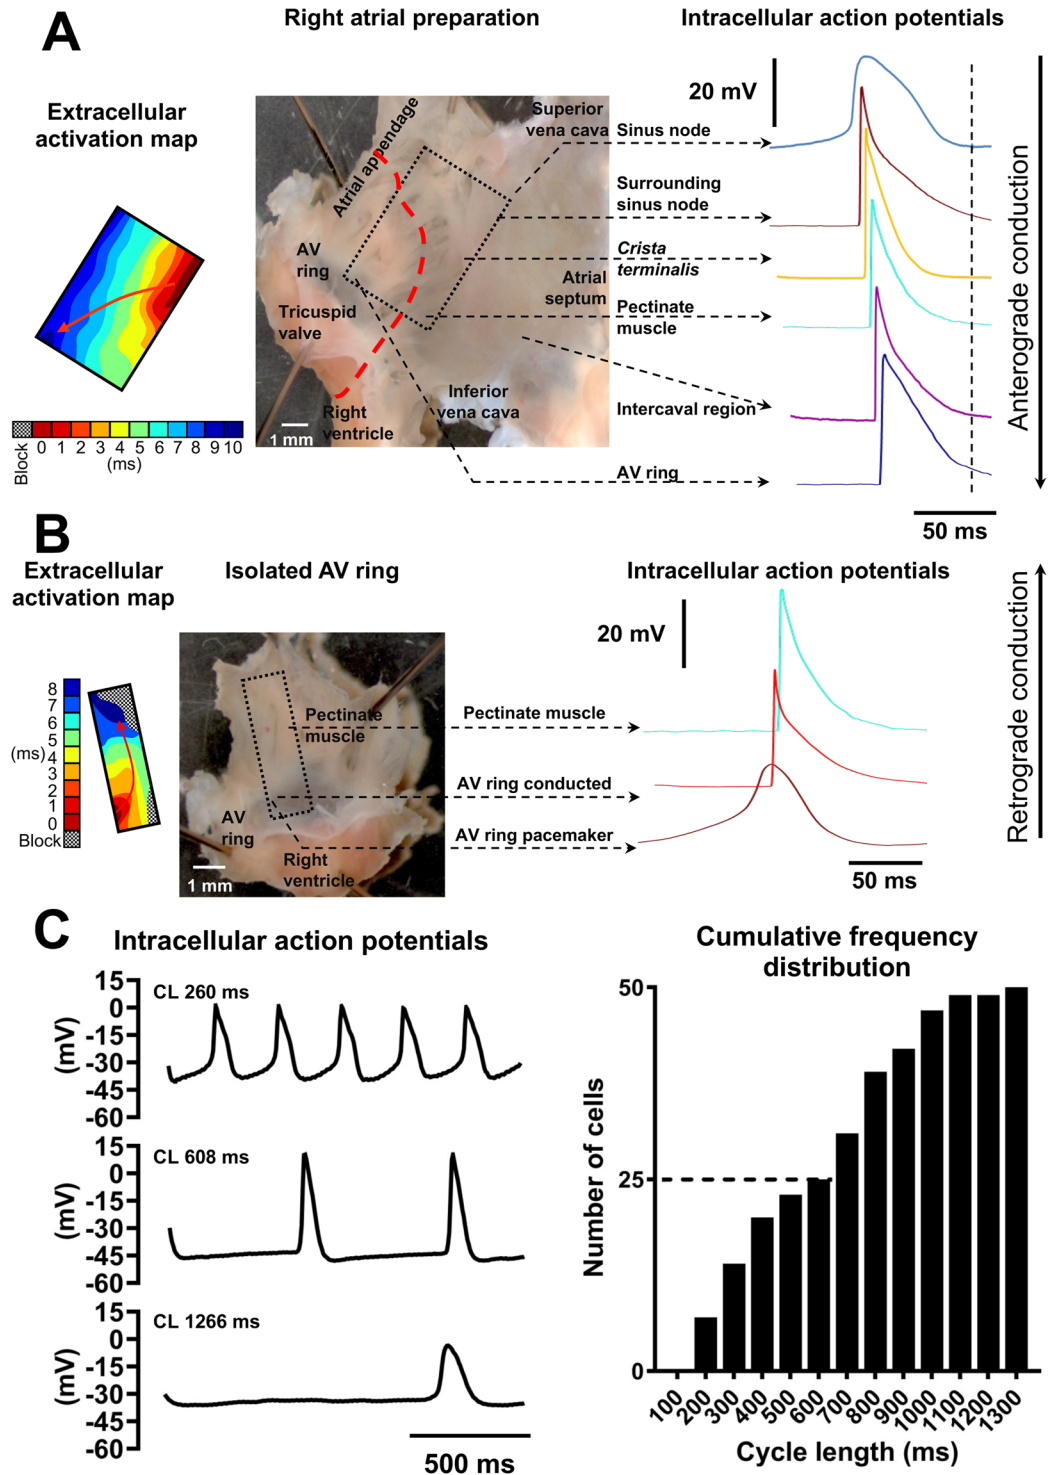 A
Right atrial preparation
Intracellular action potentials
Extracellular
activation map
20 mV
Atrial appendage
Superior
vena cava
Sinus node
Surrounding
sinus node
AV
ring
Crista
terminalis
Atrial
septum
Tricuspid
valve
Pectinate
muscle
Inferior
vena cava
Intercaval region
Right
ventricle
1 mm
AV ring
Anterograde conduction
Block
0 1 2 3 4 5 6 7 8 9 10
(ms)
50 ms
B
Extracellular
activation map
Isolated AV ring
Intracellular action potentials
20 mV
8
7
6
5
(ms)
4
3
2
1
0
Block
Pectinate
muscle
Pectinate muscle
AV ring conducted
AV
ring
AV ring pacemaker
Right
ventricle
1 mm
50 ms
Retrograde conduction
C
Intracellular action potentials
CL 260 ms
15
0
-15
-30
-45
-60
(mV)
CL 608 ms
15
0
-15
-30
-45
-60
(mV)
CL 1266 ms
15
0
-15
-30
-45
-60
(mV)
500 ms
Cumulative frequency
distribution
50
25
0
Number of cells
100 200 300 400 500 600 700 800 900 1000 1100 1200 1300
Cycle length (ms)